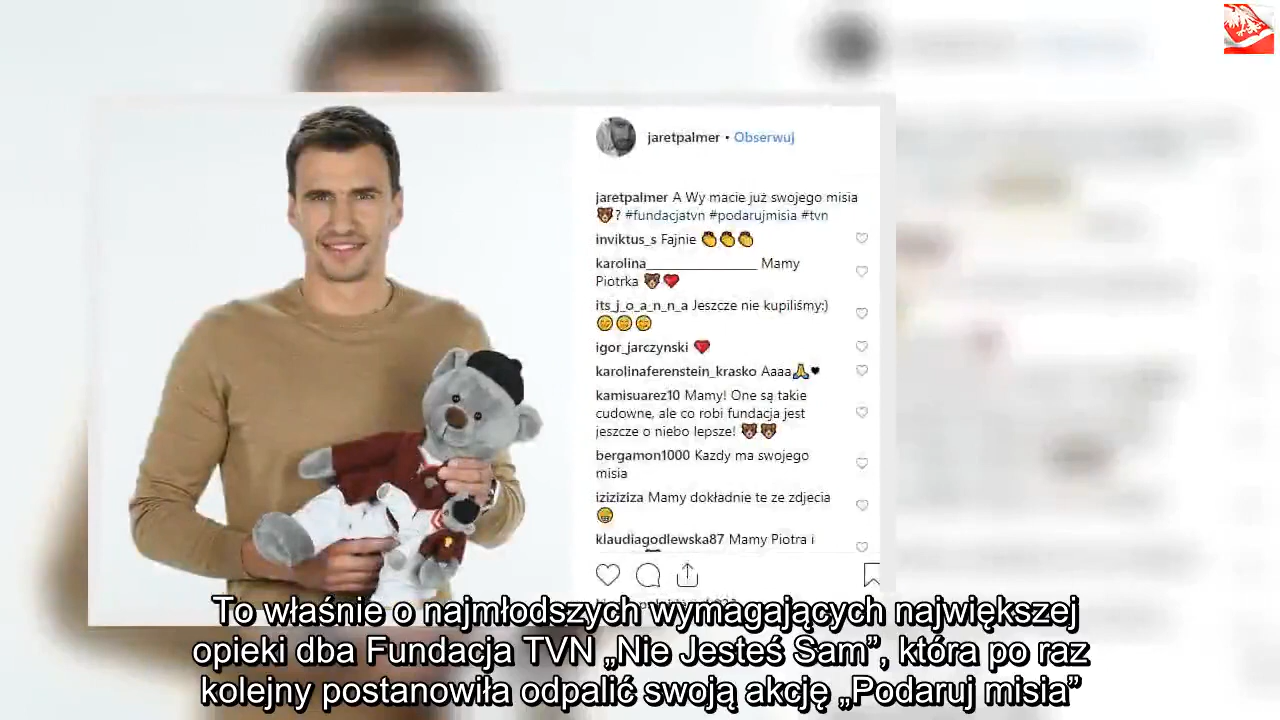 jaretpalmer • Obserwuj
jaretpalmer A Wy macie już swojego misia
🐻? #fundacjatvn #podarujmisia #tvn
inviktus_s Fajnie 👏👏👏
karolina_________________ Mamy
Piotrka 🐻❤️
its_j_o_a_n_n_a Jeszcze nie kupiliśmy:)
igor_jarczynski ❤️
karolinaferenstein_krasko Aaaa🙏♥
kamisuarez10 Mamy! One są takie
cudowne, ale co robi fundacja jest
jeszcze o niebo lepsze! 🐻🐻
bergamon1000 Kazdy ma swojego
misia
iziziziza Mamy dokładnie te ze zdjecia
klaudiagodlewska87 Mamy Piotra i
To właśnie o najmłodszych wymagających największej
opieki dba Fundacja TVN „Nie Jesteś Sam”, która po raz
kolejny postanowiła odpalić swoją akcję „Podaruj misia”